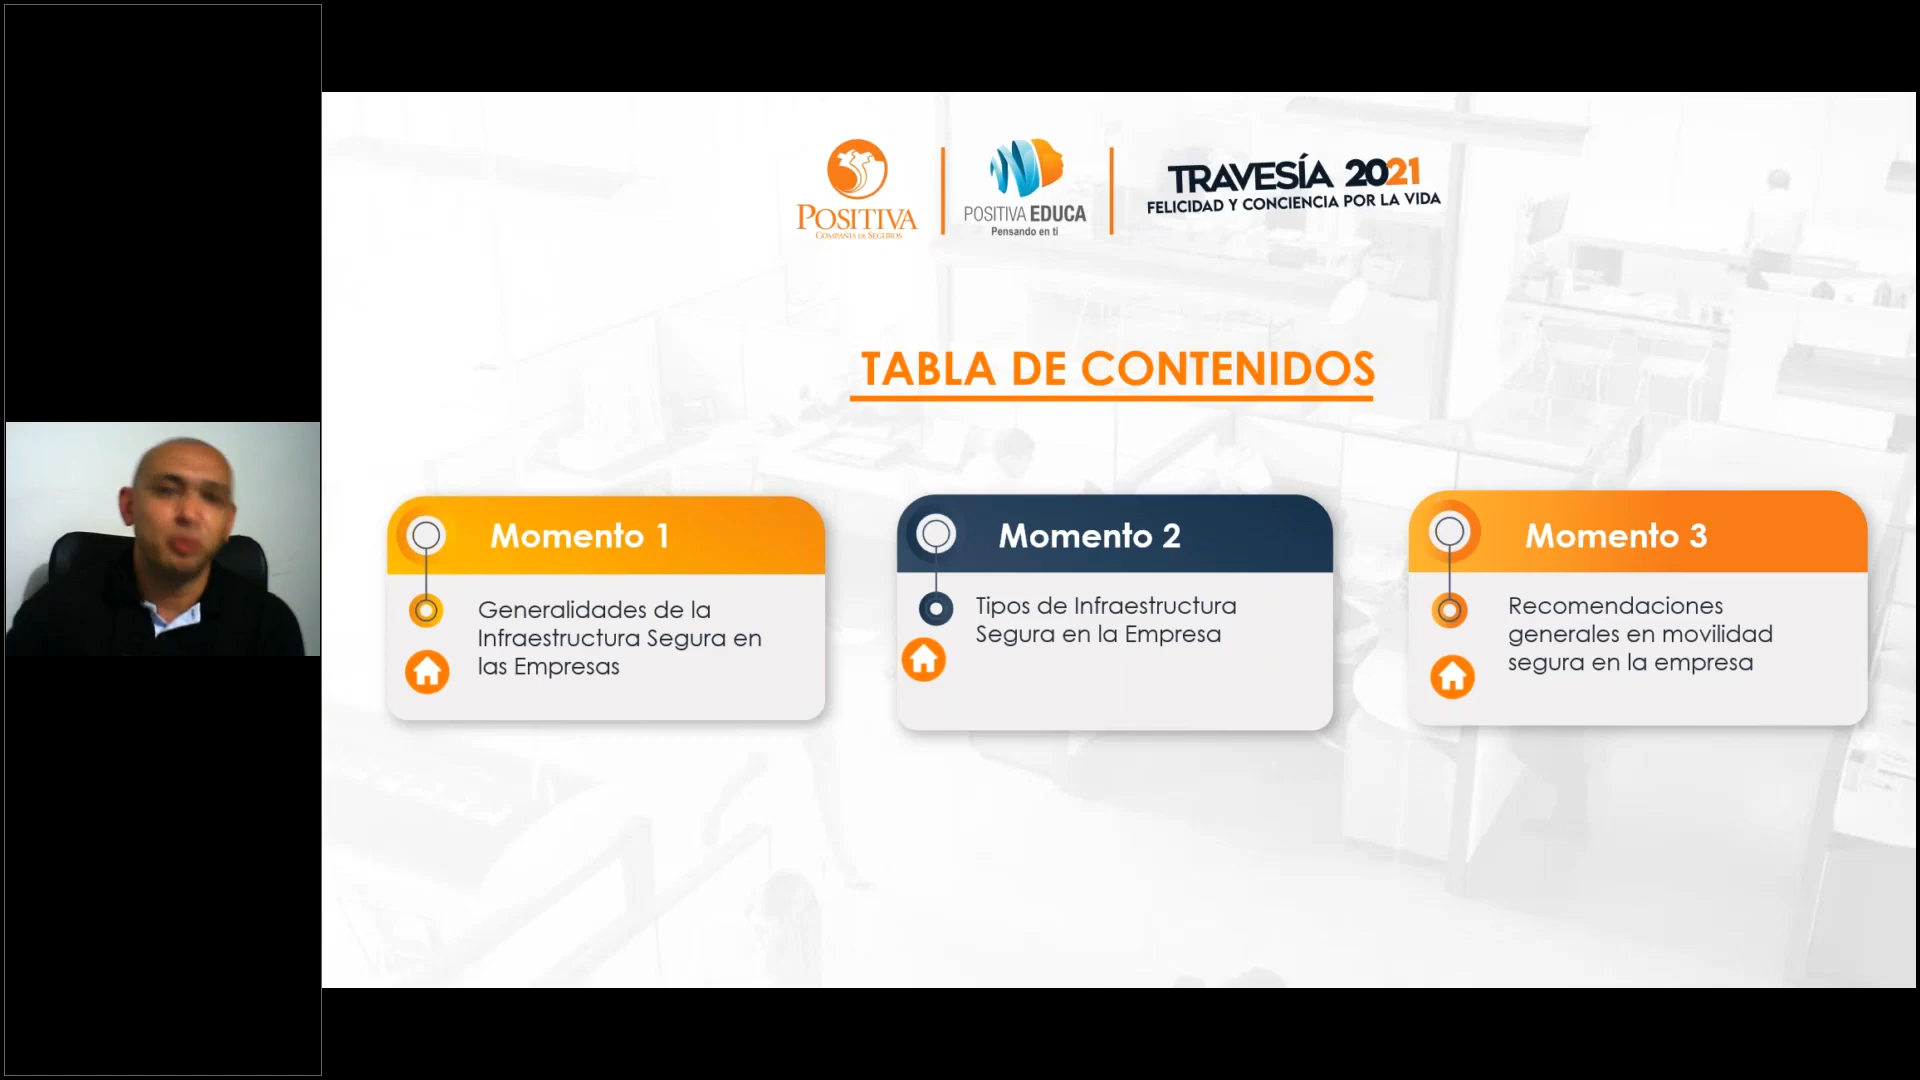 POSITIVA
COMPAÑÍA DE SEGUROS
POSITIVA EDUCA
Pensando en ti
TRAVESÍA 2021
FELICIDAD Y CONCIENCIA POR LA VIDA
TABLA DE CONTENIDOS
Momento 1
Generalidades de la
Infraestructura Segura en
las Empresas
Momento 2
Tipos de Infraestructura
Segura en la Empresa
Momento 3
Recomendaciones
generales en movilidad
segura en la empresa